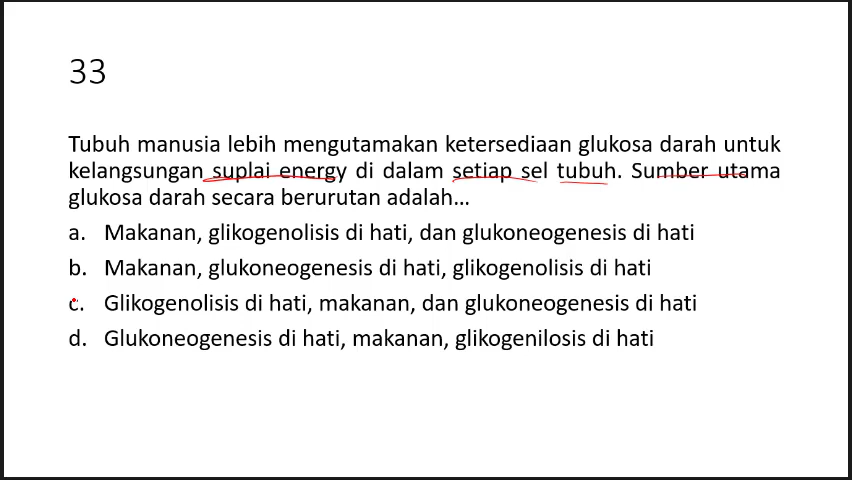 33
Tubuh manusia lebih mengutamakan ketersediaan glukosa darah untuk
kelangsungan suplai energy di dalam setiap sel tubuh. Sumber utama
glukosa darah secara berurutan adalah...
a. Makanan, glikogenolisis di hati, dan glukoneogenesis di hati
b. Makanan, glukoneogenesis di hati, glikogenolisis di hati
c. Glikogenolisis di hati, makanan, dan glukoneogenesis di hati
d. Glukoneogenesis di hati, makanan, glikogenilosis di hati